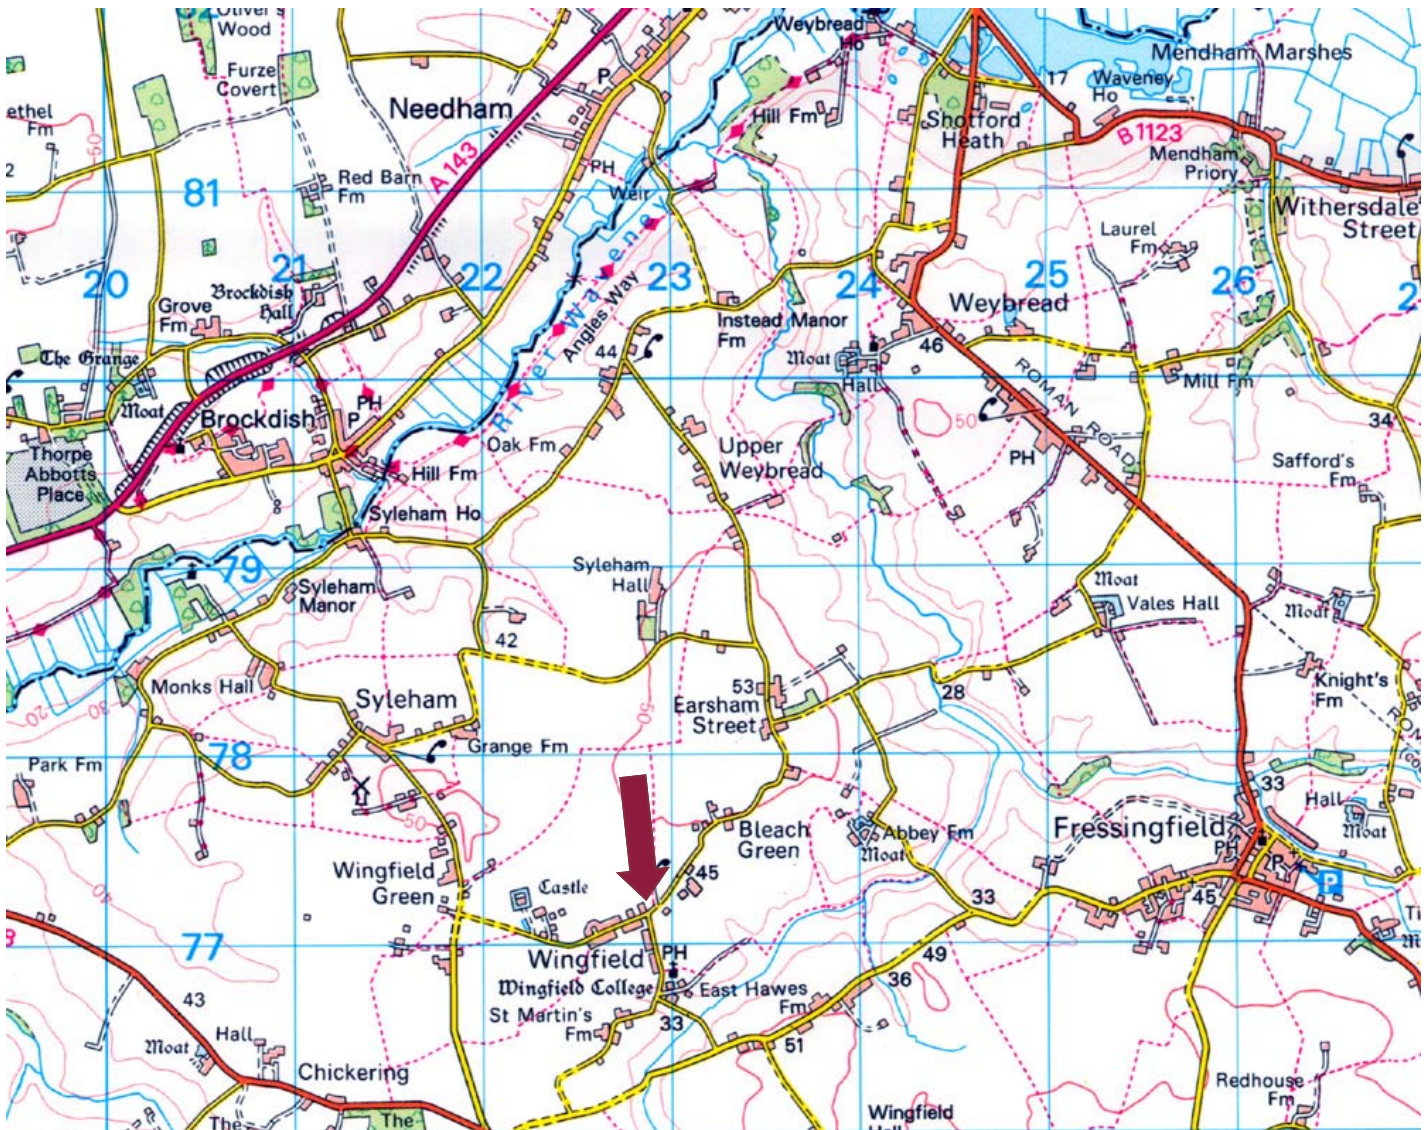 Oliver's
Wood
Furze
Covert
Needham
P
Weybread
Ho
Mendham Marshes
17
Waveney
Ho
Hill Fm
Shotford
Heath
B 1123
Mendham
Priory
ethel
Fm
50
2
81
Red Barn
Fm
A 143
PH
Weir
Withersdale
Street
Laurel
Fm
20
21
22
23
24
25
26
2
Brockdish
Hall
Grove
Fm
River Waveney
Angles Way
Instead Manor
Fm
Weybread
The Grange
44
Moat
Hall
46
ROMAN ROAD
Mill Fm
Moat
Brockdish
PH
P
50
34
Thorpe
Abbotts
Place
Oak Fm
Upper
Weybread
PH
Safford's
Fm
Hill Fm
Syleham Ho
79
Syleham
Hall
Syleham
Manor
Moat
Vales Hall
Moat
42
Monks Hall
20
30
Syleham
53
Earsham
Street
28
Knight's
Fm
50
78
Grange Fm
Park Fm
33
Hall
Moat
50
Bleach
Green
Abbey Fm
Moat
Fressingfield
PH
P
P
40
Wingfield
Green
Castle
45
33
45
77
Wingfield
PH
49
36
Wingfield College
East Hawes
Fm
St Martin's
Fm
33
43
51
Hall
Moat
Chickering
Redhouse
Fm
The
The
Wingfield